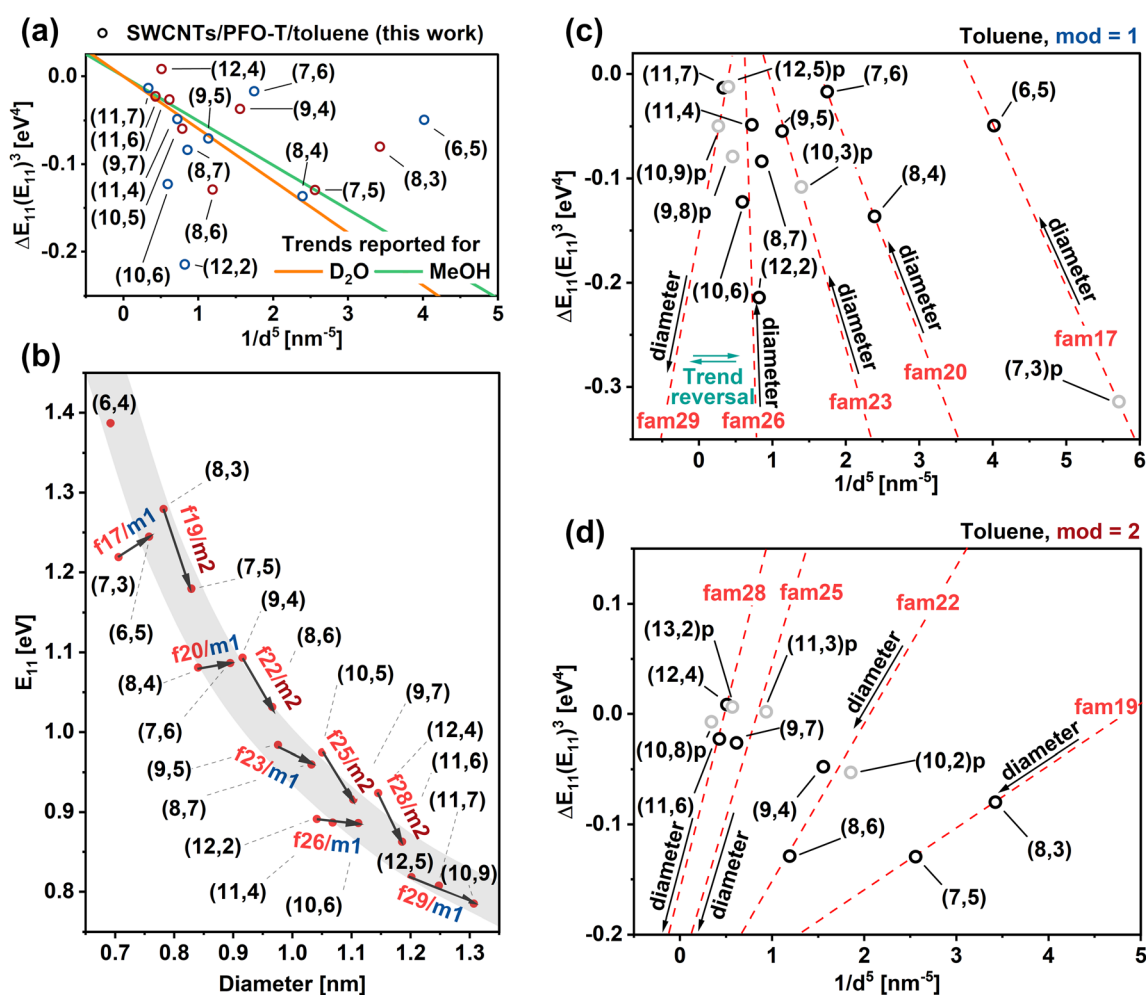 (a)
SWCNTs/PFO-T/toluene (this work)
ΔE₁₁(E₁₁)³ [eV⁴]
0.0
-0.1
-0.2
(12,4)
(7,6)
(9,5)
(9,4)
(11,7)
(11,6)
(9,7)
(11,4)
(10,5)
(10,6)
(8,7)
(8,6)
(12,2)
(8,4)
(7,5)
(8,3)
(6,5)
Trends reported for
D₂O
MeOH
0
1
2
3
4
5
1/d⁵ [nm⁻⁵]
(b)
E₁₁ [eV]
1.4
1.3
1.2
1.1
1.0
0.9
0.8
(6,4)
(8,3)
f17/m1
f19/m2
(7,3)
(7,5)
(6,5)
(9,4)
f20/m1
(8,6)
(8,4)
f22/m2
(10,5)
(7,6)
(9,7)
(12,4)
(9,5)
f23/m1
f25/m2
(11,6)
(8,7)
f28/m2
(11,7)
(12,2)
f26/m1
(12,5)
(10,9)
(11,4)
f29/m1
(10,6)
0.7
0.8
0.9
1.0
1.1
1.2
1.3
Diameter [nm]
(c)
Toluene, mod = 1
ΔE₁₁(E₁₁)³ [eV⁴]
0.0
-0.1
-0.2
-0.3
(11,7)
(12,5)p
(7,6)
(6,5)
(11,4)
(9,5)
(10,9)p
(10,3)p
(8,4)
(9,8)p
(8,7)
(10,6)
(12,2)
diameter
diameter
diameter
diameter
diameter
Trend
reversal
(7,3)p
fam17
fam20
fam23
fam29
fam26
0
1
2
3
4
5
6
1/d⁵ [nm⁻⁵]
(d)
Toluene, mod = 2
ΔE₁₁(E₁₁)³ [eV⁴]
0.1
0.0
-0.1
-0.2
fam28
fam25
fam22
fam19
(13,2)p
(11,3)p
(12,4)
(9,7)
(10,8)p
(10,2)p
(11,6)
(9,4)
(8,6)
(8,3)
(7,5)
diameter
diameter
diameter
diameter
0
1
2
3
4
5
1/d⁵ [nm⁻⁵]